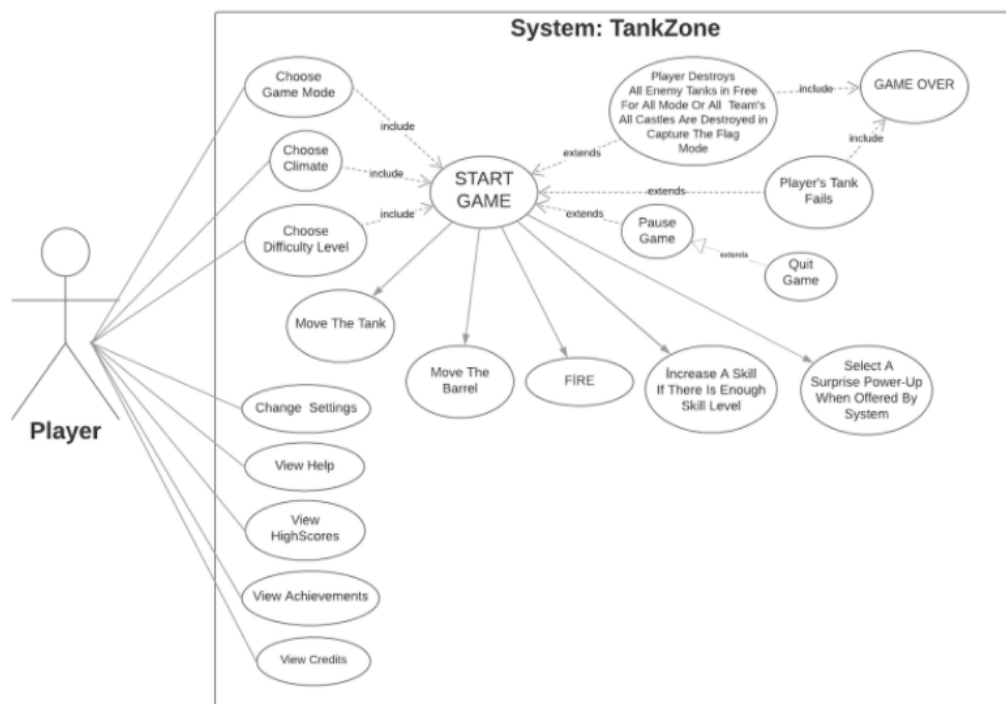 System: TankZone
Choose
Game Mode
Player Destroys
All Enemy Tanks in Free
For All Mode Or All Team's
All Castles Are Destroyed in
Capture The Flag
Mode
include
GAME OVER
include
include
extends
Choose
Climate
include
START
GAME
extends
Player's Tank
Fails
Choose
Difficulty Level
include
extends
Pause
Game
extends
Quit
Game
Move The Tank
Move The
Barrel
FİRE
İncrease A Skill
If There Is Enough
Skill Level
Select A
Surprise Power-Up
When Offered By
System
Player
Change Settings
View Help
View
HighScores
View Achievements
View Credits